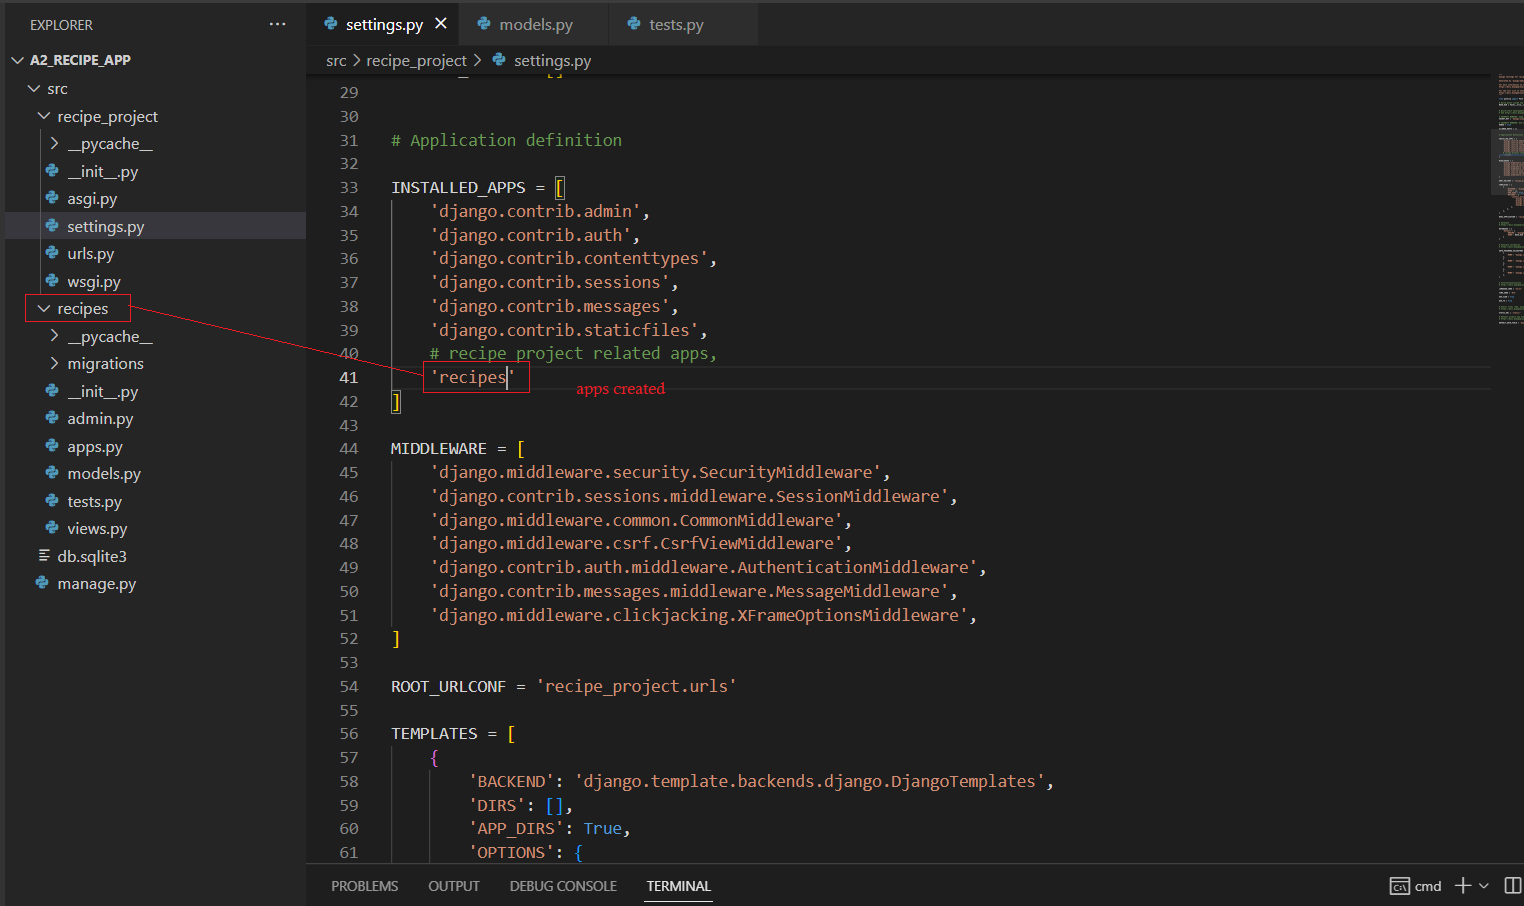 EXPLORER
···
A2_RECIPE_APP
src
recipe_project
__pycache__
__init__.py
asgi.py
settings.py
urls.py
wsgi.py
recipes
__pycache__
migrations
__init__.py
admin.py
apps.py
models.py
tests.py
views.py
db.sqlite3
manage.py
settings.py
models.py
tests.py
src > recipe_project > settings.py
29
30
31 # Application definition
32
33 INSTALLED_APPS = [
34 'django.contrib.admin',
35 'django.contrib.auth',
36 'django.contrib.contenttypes',
37 'django.contrib.sessions',
38 'django.contrib.messages',
39 'django.contrib.staticfiles',
40 # recipe project related apps,
41 'recipes'
apps created
42 ]
43
44 MIDDLEWARE = [
45 'django.middleware.security.SecurityMiddleware',
46 'django.contrib.sessions.middleware.SessionMiddleware',
47 'django.middleware.common.CommonMiddleware',
48 'django.middleware.csrf.CsrfViewMiddleware',
49 'django.contrib.auth.middleware.AuthenticationMiddleware',
50 'django.contrib.messages.middleware.MessageMiddleware',
51 'django.middleware.clickjacking.XFrameOptionsMiddleware',
52 ]
53
54 ROOT_URLCONF = 'recipe_project.urls'
55
56 TEMPLATES = [
57 {
58 'BACKEND': 'django.template.backends.django.DjangoTemplates',
59 'DIRS': [],
60 'APP_DIRS': True,
61 'OPTIONS': {
PROBLEMS OUTPUT DEBUG CONSOLE TERMINAL
cmd